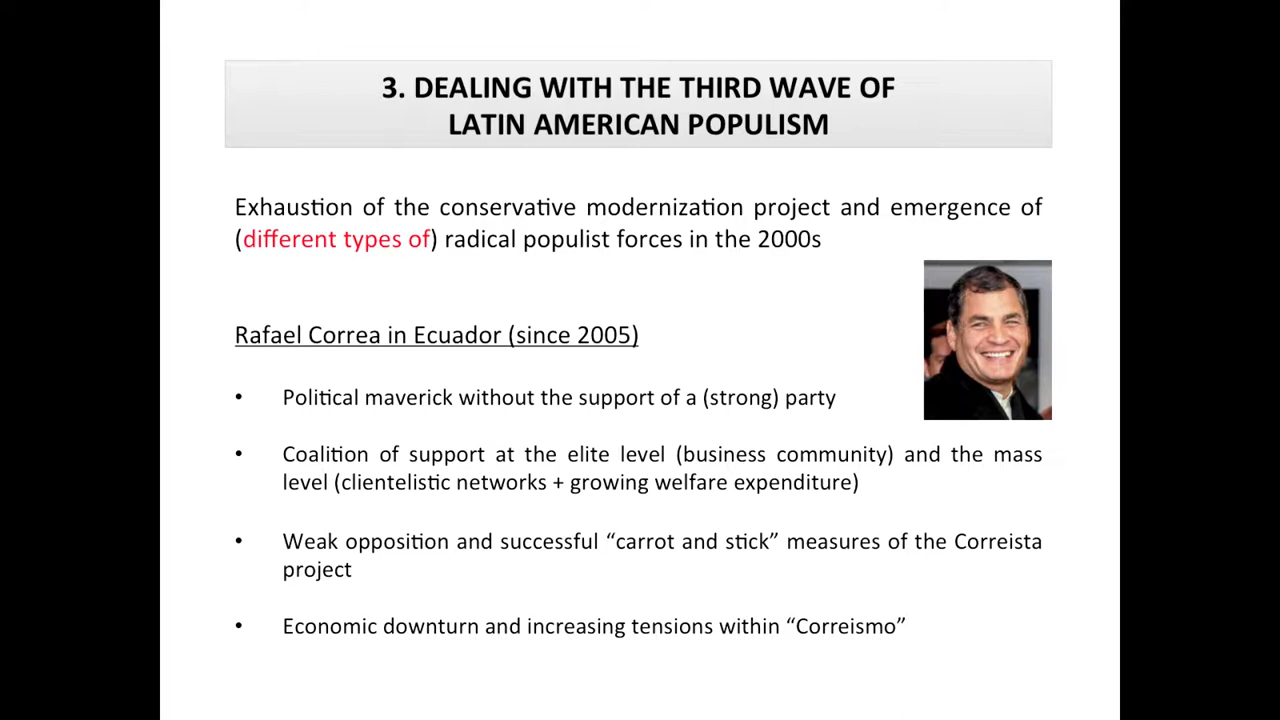 3. DEALING WITH THE THIRD WAVE OF
LATIN AMERICAN POPULISM
Exhaustion of the conservative modernization project and emergence of
(different types of) radical populist forces in the 2000s
Rafael Correa in Ecuador (since 2005)
• Political maverick without the support of a (strong) party
• Coalition of support at the elite level (business community) and the mass
level (clientelistic networks + growing welfare expenditure)
• Weak opposition and successful “carrot and stick” measures of the Correista
project
• Economic downturn and increasing tensions within “Correismo”